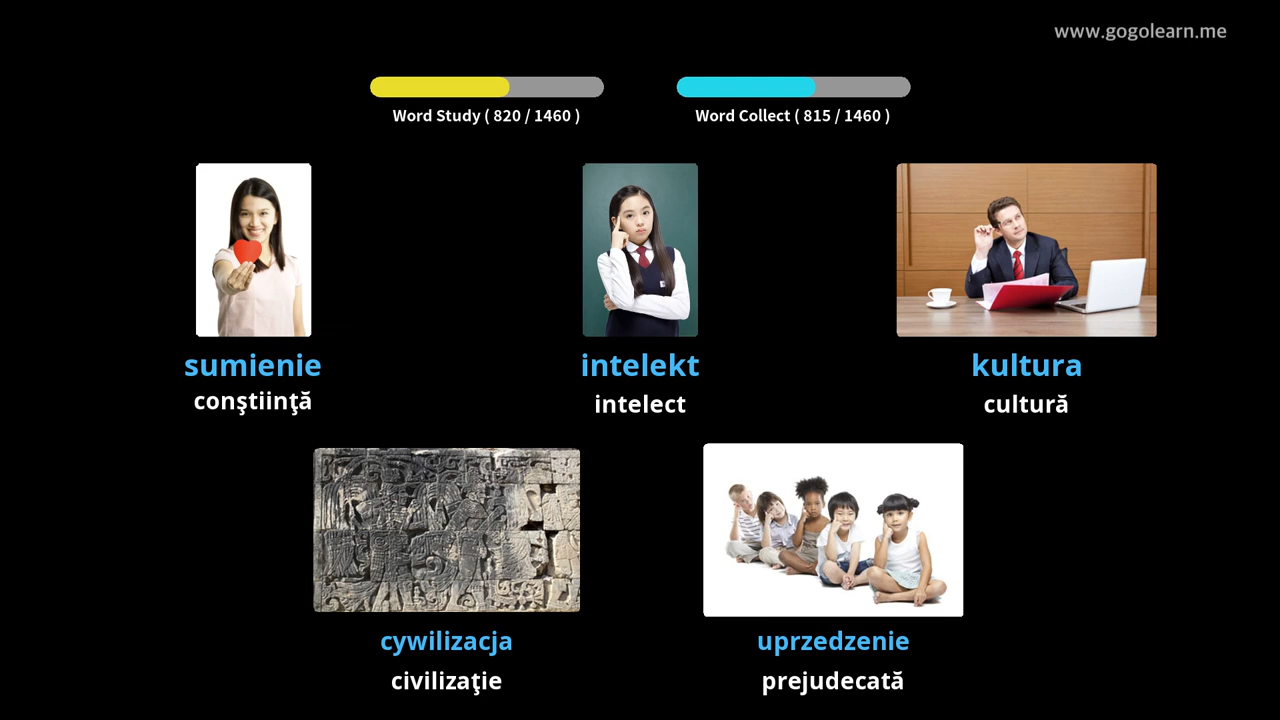 www.gogolearn.me
Word Study ( 820 / 1460 )
Word Collect ( 815 / 1460 )
sumienie
conştiinţă
intelekt
intelect
kultura
cultură
cywilizacja
civilizaţie
uprzedzenie
prejudecată